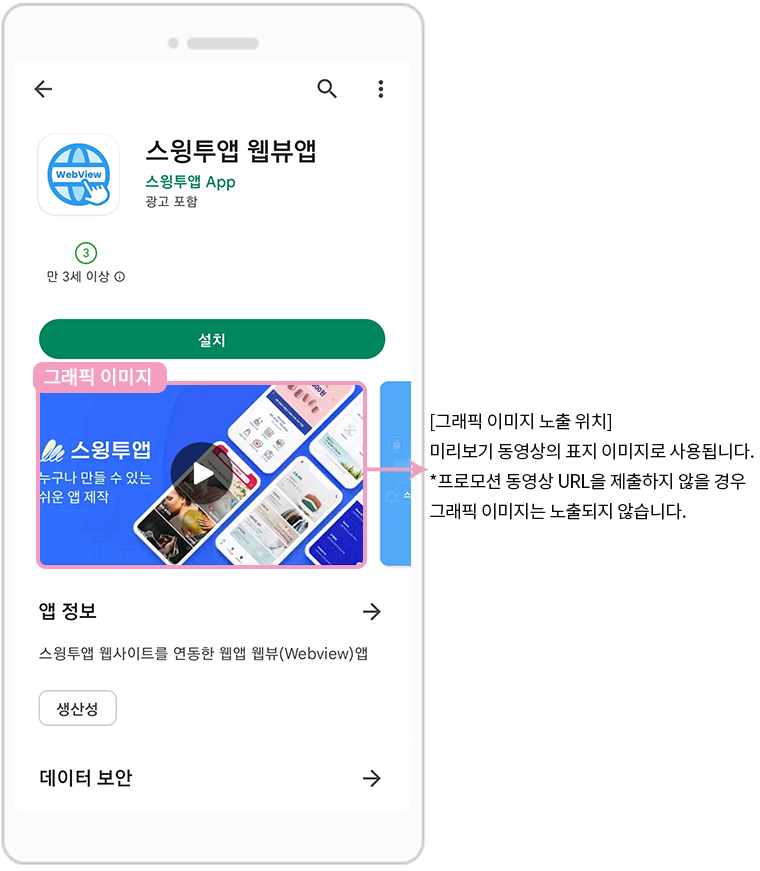 WebView
스윙투앱 웹뷰앱
스윙투앱 App
광고 포함
3
만 3세 이상
설치
그래픽 이미지
스윙투앱
누구나 만들 수 있는
쉬운 앱 제작
[그래픽 이미지 노출 위치]
미리보기 동영상의 표지 이미지로 사용됩니다.
*프로모션 동영상 URL을 제출하지 않을 경우
그래픽 이미지는 노출되지 않습니다.
앱 정보
스윙투앱 웹사이트를 연동한 웹앱 웹뷰(Webview)앱
생산성
데이터 보안